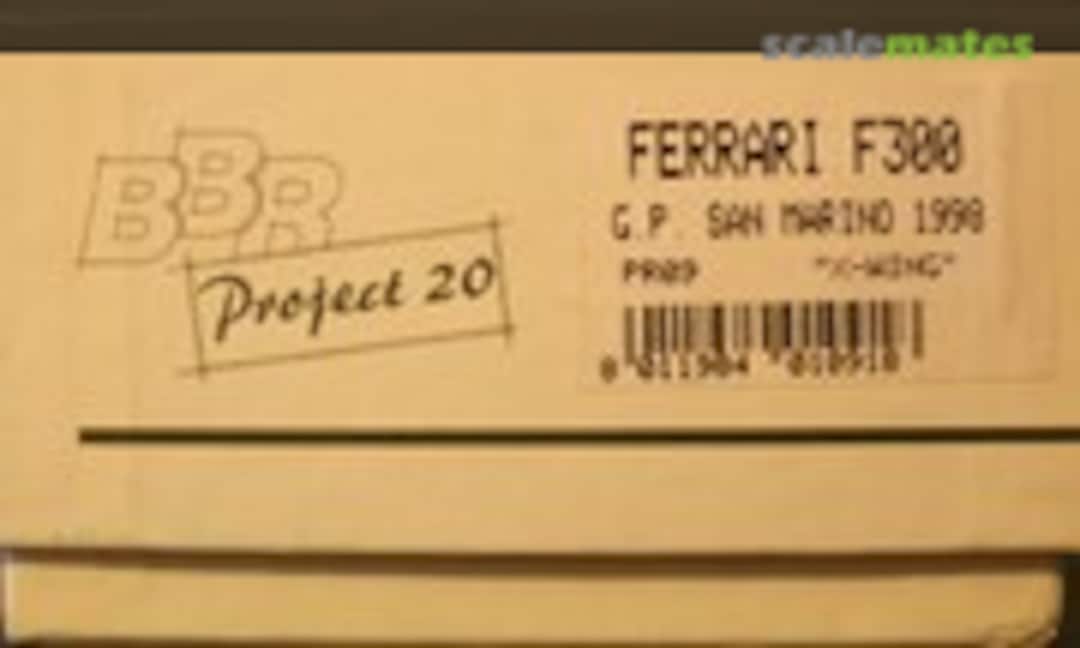 scalemates
BBR
Project 20
FERRARI F300
G.P. SAN MARINO 1998
PR09 "X-WING"